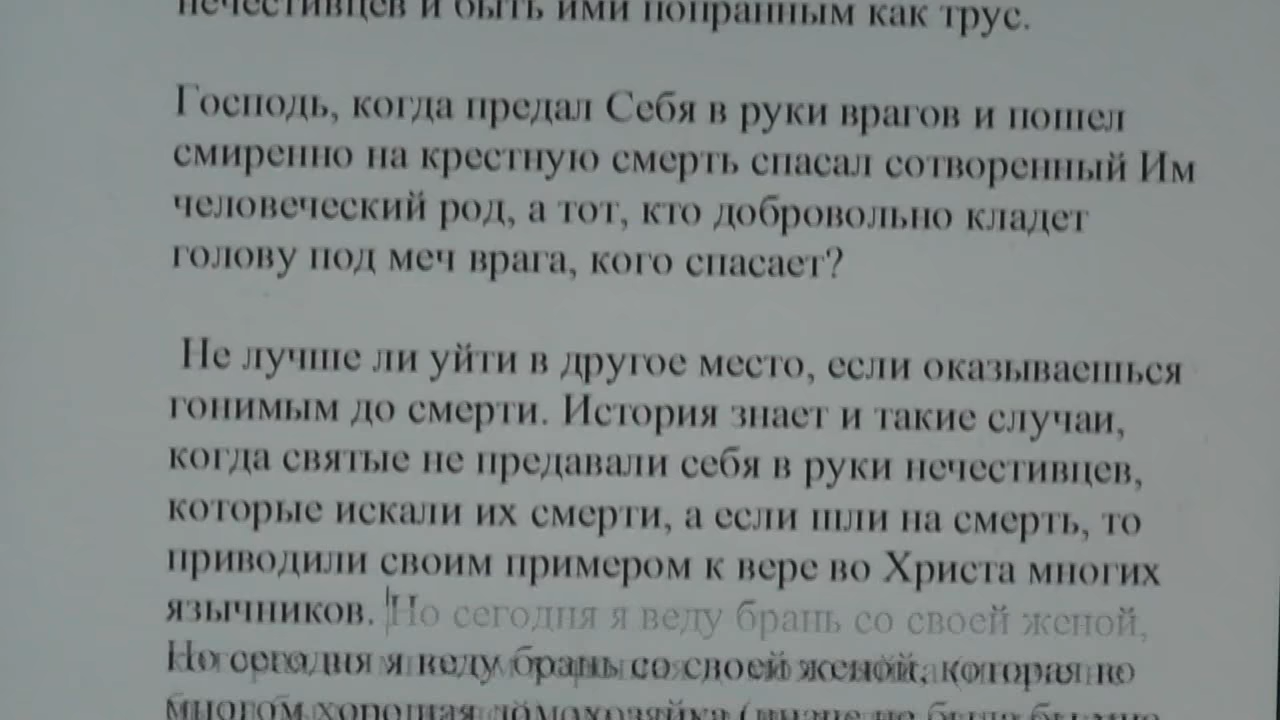 нечестивцев и быть ими попранным как трус.
Господь, когда предал Себя в руки врагов и пошел
смиренно на крестную смерть спасал сотворенный Им
человеческий род, а тот, кто добровольно кладет
голову под меч врага, кого спасает?
Не лучше ли уйти в другое место, если оказываешься
гонимым до смерти. История знает и такие случаи,
когда святые не предавали себя в руки нечестивцев,
которые искали их смерти, а если шли на смерть, то
приводили своим примером к вере во Христа многих
язычников. Но сегодня я веду брань со своей женой,
Но сегодня я веду брань со своей женой, которая во
многом хорошая домохозяйка (иначе не было бы